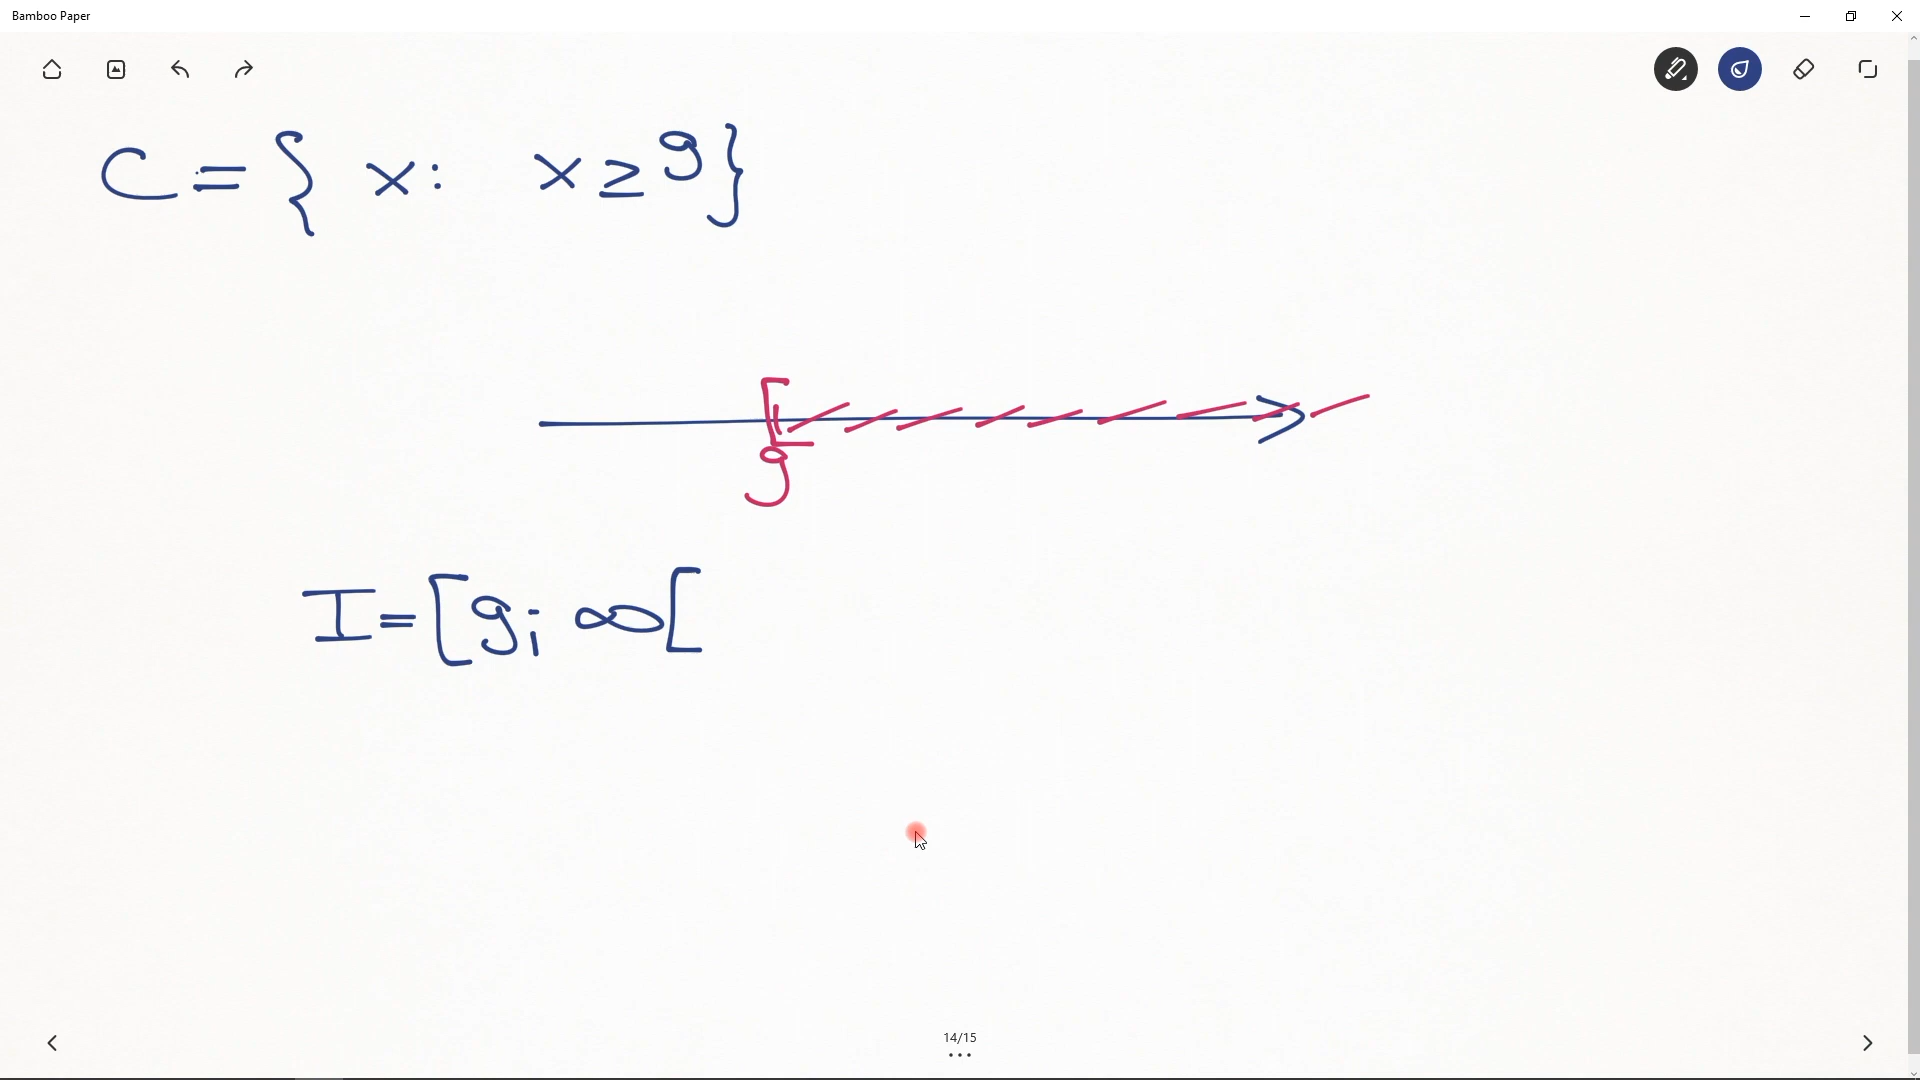 Bamboo Paper
C = { x: x ≥ 9 }
[
9
I = [9; ∞[
14/15